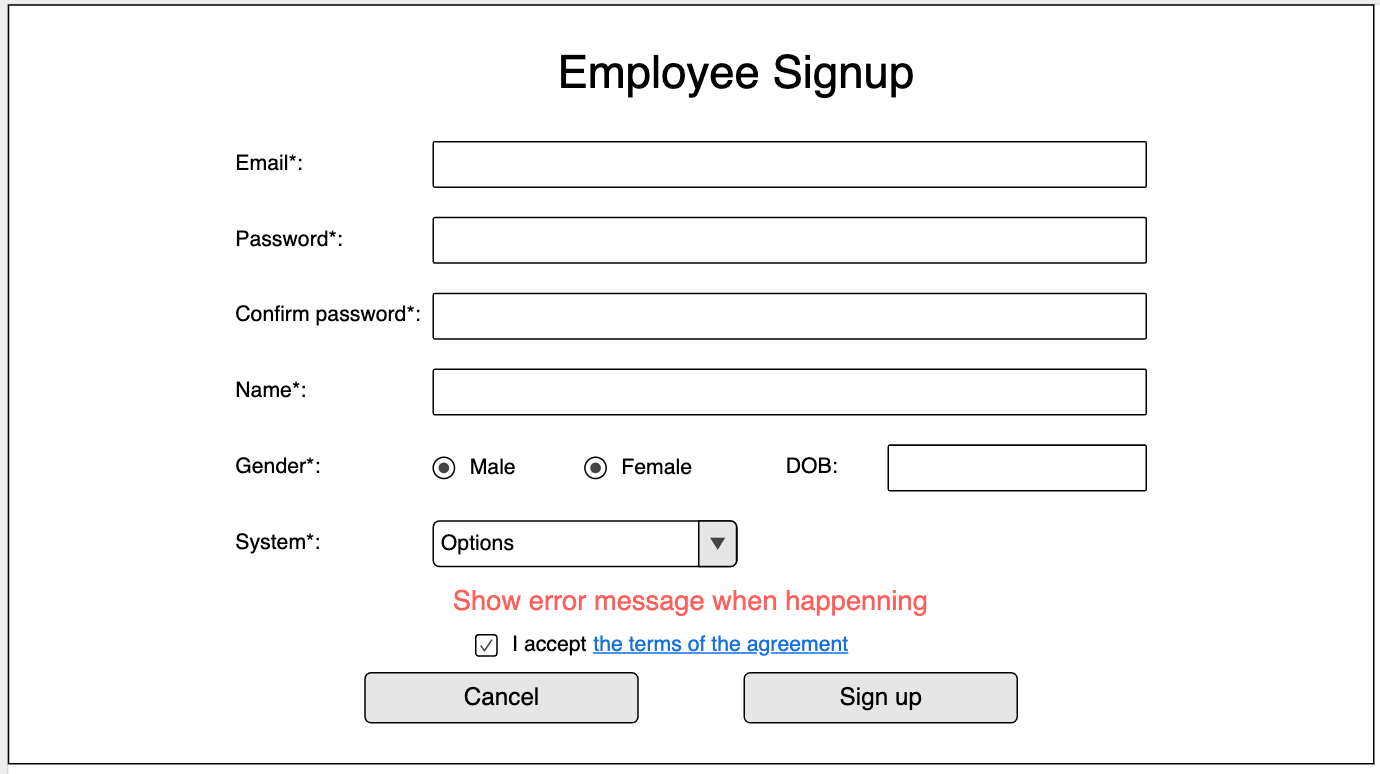 Employee Signup
Email*:
Password*:
Confirm password*:
Name*:
Gender*: Male Female DOB:
System*: Options
Show error message when happenning
I accept the terms of the agreement
Cancel Sign up